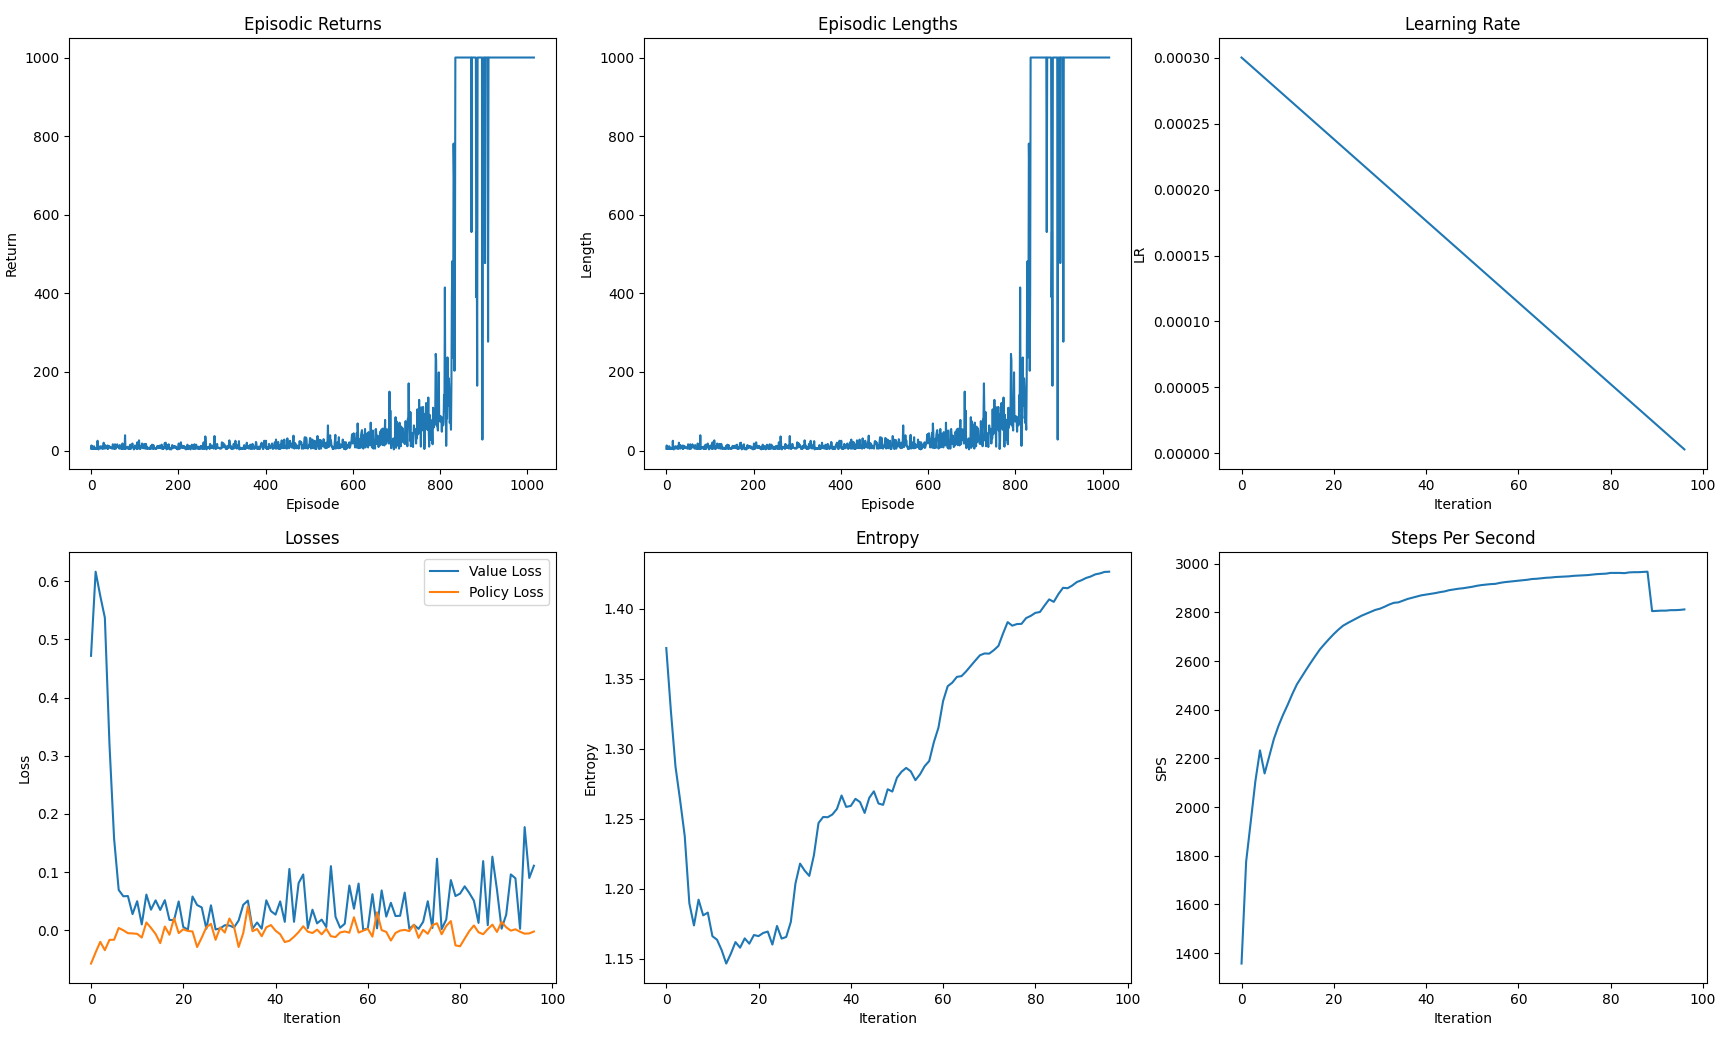 Episodic Returns
Return
1000
800
600
400
200
0
0 200 400 600 800 1000
Episode
Episodic Lengths
Length
1000
800
600
400
200
0
0 200 400 600 800 1000
Episode
Learning Rate
LR
0.00030
0.00025
0.00020
0.00015
0.00010
0.00005
0.00000
0 20 40 60 80 100
Iteration
Losses
Value Loss
Policy Loss
Loss
0.6
0.5
0.4
0.3
0.2
0.1
0.0
0 20 40 60 80 100
Iteration
Entropy
Entropy
1.40
1.35
1.30
1.25
1.20
1.15
0 20 40 60 80 100
Iteration
Steps Per Second
SPS
3000
2800
2600
2400
2200
2000
1800
1600
1400
0 20 40 60 80 100
Iteration